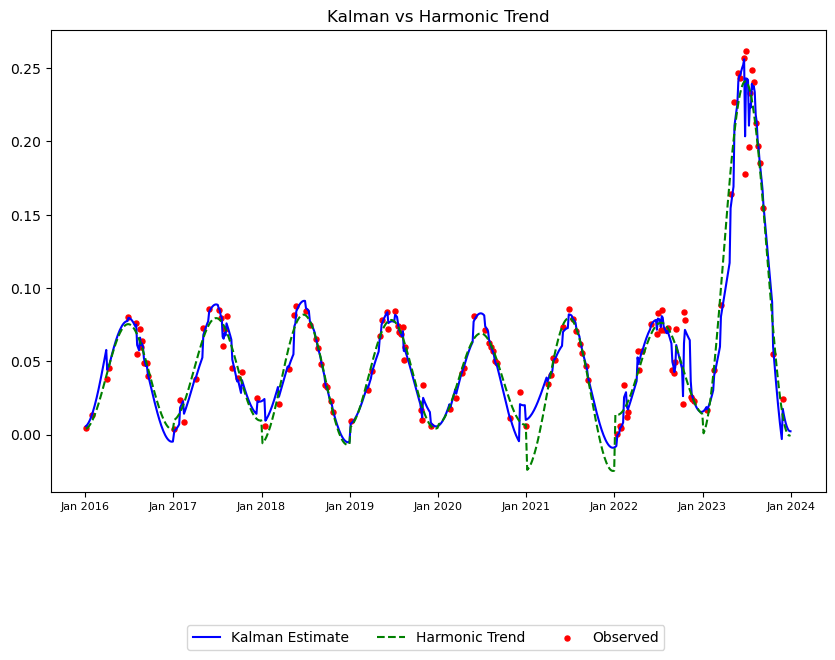 Kalman vs Harmonic Trend
0.25
0.20
0.15
0.10
0.05
0.00
Jan 2016 Jan 2017 Jan 2018 Jan 2019 Jan 2020 Jan 2021 Jan 2022 Jan 2023 Jan 2024
Kalman Estimate Harmonic Trend Observed